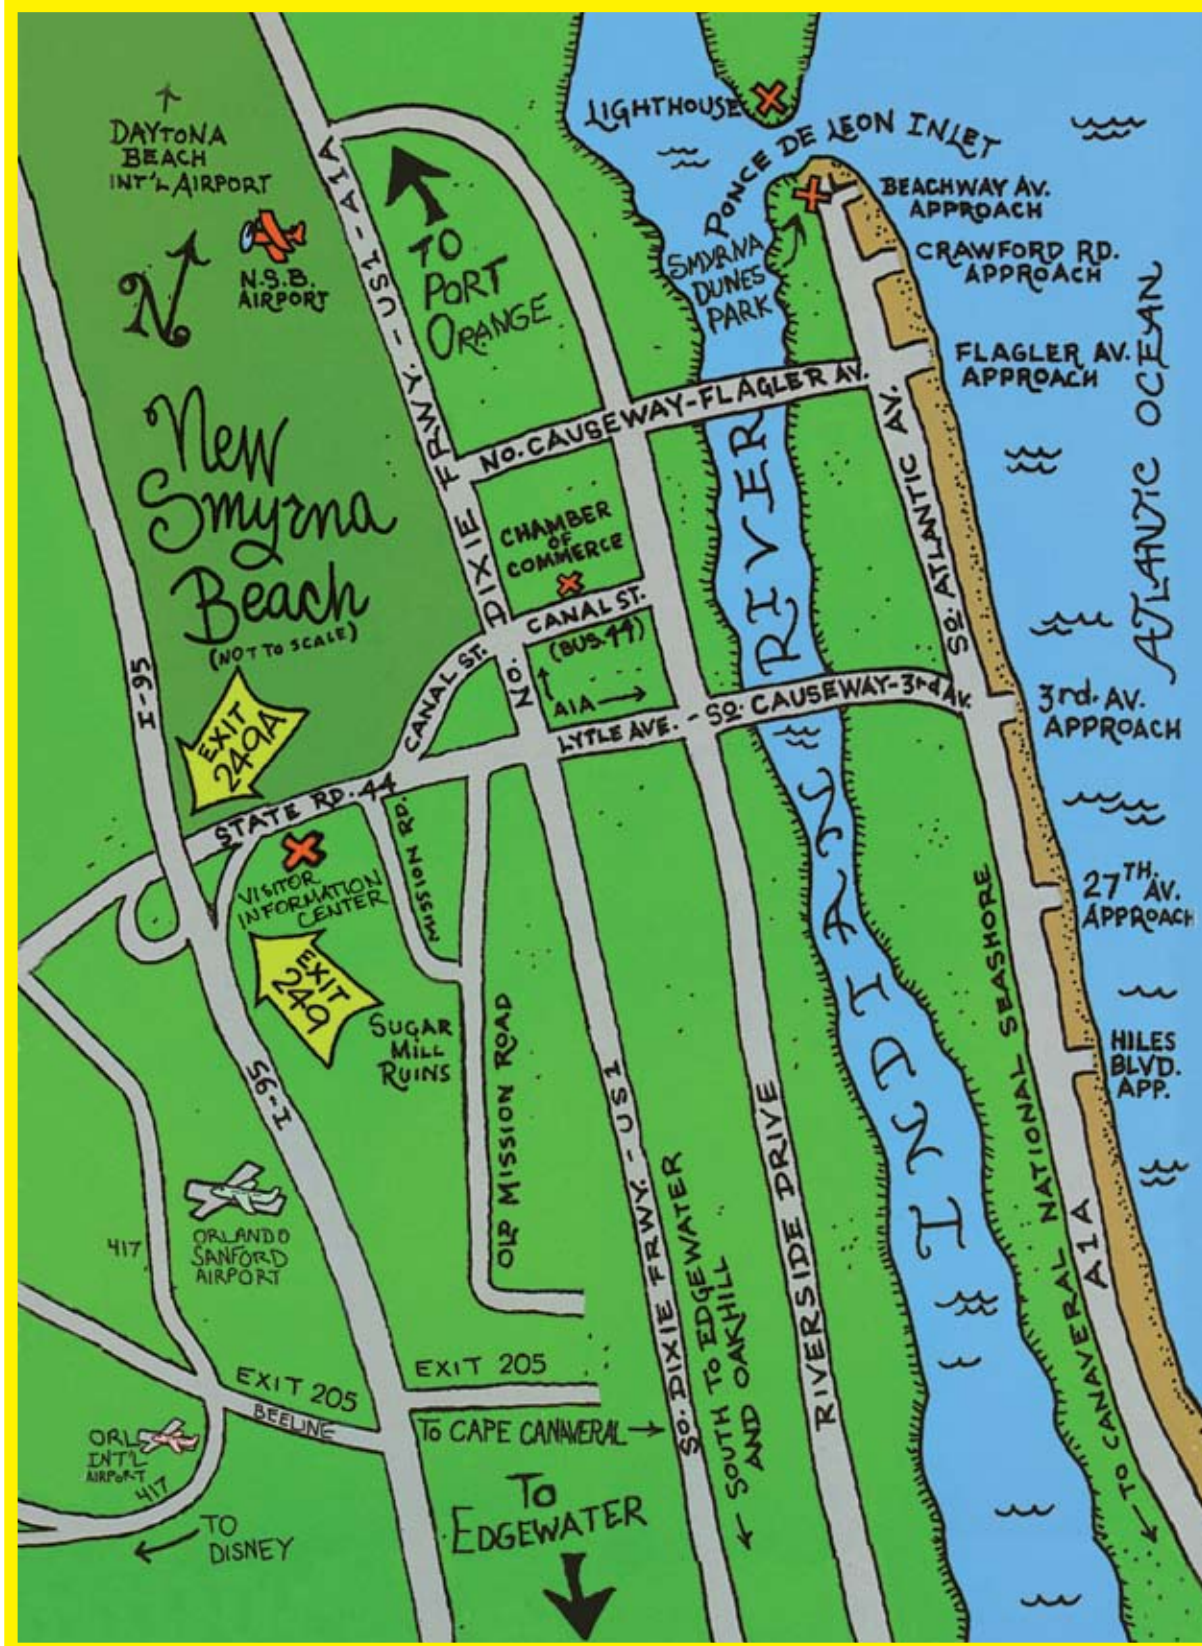 DAYTONA
BEACH
INT'L AIRPORT
N
N.S.B.
AIRPORT
New
Smyrna
Beach
(NOT TO SCALE)
FRWY. - US1 - A1A
NO. DIXIE
TO
PORT
ORANGE
LIGHTHOUSE
PONCE DE LEON INLET
SMYRNA
DUNES
PARK
BEACHWAY AV.
APPROACH
CRAWFORD RD.
APPROACH
FLAGLER AV.
APPROACH
ATLANTIC OCEAN
NO. CAUSEWAY-FLAGLER AV.
SO. ATLANTIC AV.
CHAMBER
OF
COMMERCE
CANAL ST.
(BUS. 44)
CANAL ST.
A1A
LYTLE AVE. - SO. CAUSEWAY-3rd AV.
3rd. AV.
APPROACH
INDIAN RIVER
I-95
EXIT
249A
STATE RD. 44
VISITOR
INFORMATION
CENTER
MISSION RD.
EXIT
249
SUGAR
MILL
RUINS
27TH. AV.
APPROACH
HILES
BLVD.
APP.
I-95
OLD MISSION ROAD
SO. DIXIE FRWY. - US1
SOUTH TO EDGEWATER
AND OAKHILL
RIVERSIDE DRIVE
TO CANAVERAL NATIONAL SEASHORE
A1A
417
ORLANDO
SANFORD
AIRPORT
EXIT 205
EXIT 205
BEELINE
ORL
INT'L
AIRPORT
417
TO
DISNEY
TO CAPE CANAVERAL
TO
EDGEWATER